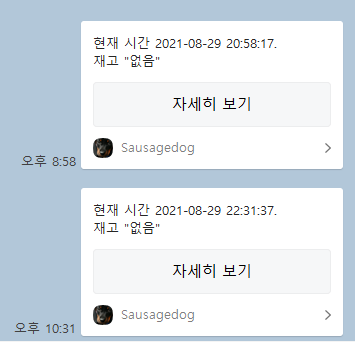 현재 시간 2021-08-29 20:58:17.
재고 "없음"
자세히 보기
Sausagedog
오후 8:58
현재 시간 2021-08-29 22:31:37.
재고 "없음"
자세히 보기
Sausagedog
오후 10:31